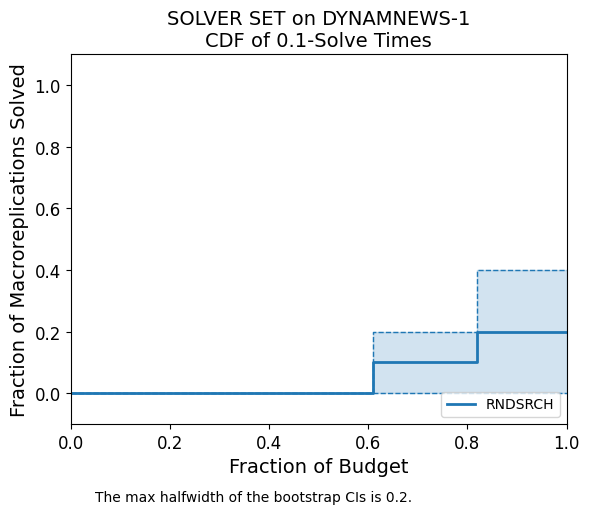 SOLVER SET on DYNAMNEWS-1
CDF of 0.1-Solve Times
Fraction of Macroreplications Solved
1.0
0.8
0.6
0.4
0.2
0.0
RNDSRCH
0.0 0.2 0.4 0.6 0.8 1.0
Fraction of Budget
The max halfwidth of the bootstrap CIs is 0.2.